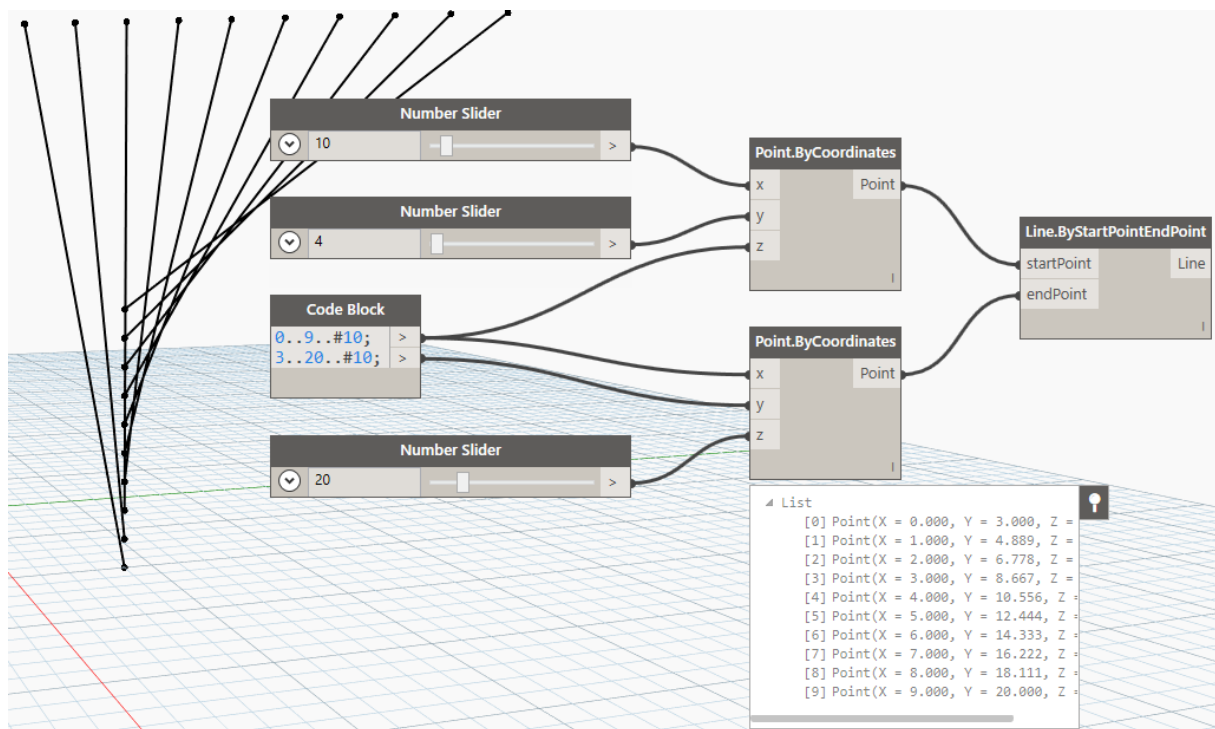 Number Slider
10 >
Number Slider
4 >
Code Block
0..9..#10; >
3..20..#10; >
Number Slider
20 >
Point.ByCoordinates
x Point
y
z
l
Point.ByCoordinates
x Point
y
z
l
Line.ByStartPointEndPoint
startPoint Line
endPoint
l
List
[0] Point(X = 0.000, Y = 3.000, Z =
[1] Point(X = 1.000, Y = 4.889, Z =
[2] Point(X = 2.000, Y = 6.778, Z =
[3] Point(X = 3.000, Y = 8.667, Z =
[4] Point(X = 4.000, Y = 10.556, Z =
[5] Point(X = 5.000, Y = 12.444, Z =
[6] Point(X = 6.000, Y = 14.333, Z =
[7] Point(X = 7.000, Y = 16.222, Z =
[8] Point(X = 8.000, Y = 18.111, Z =
[9] Point(X = 9.000, Y = 20.000, Z =